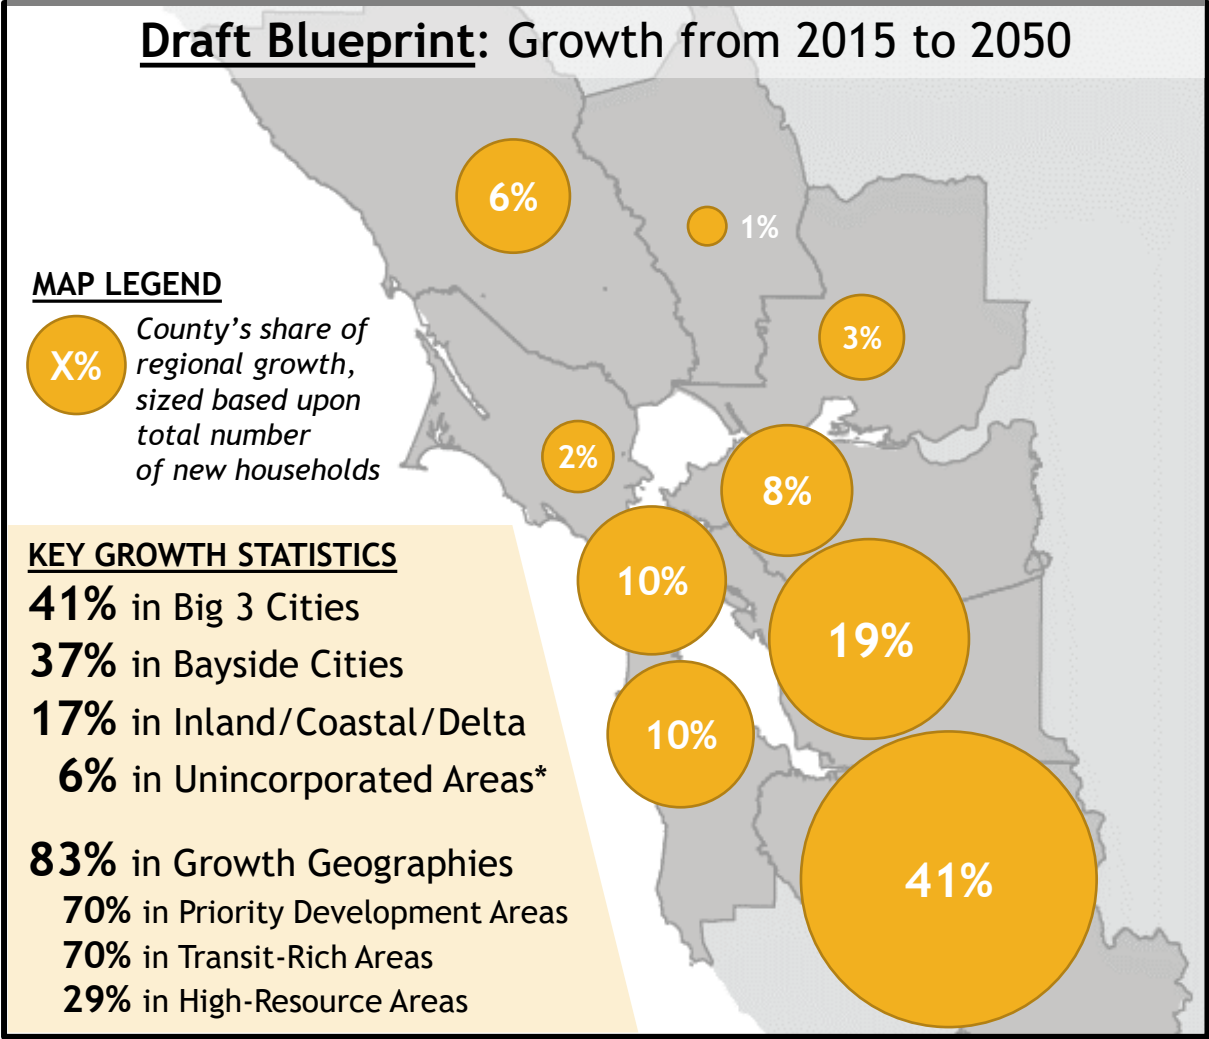 Draft Blueprint: Growth from 2015 to 2050
6%
1%
MAP LEGEND
X%
County's share of
regional growth,
sized based upon
total number
of new households
3%
2%
8%
10%
19%
10%
41%
KEY GROWTH STATISTICS
41% in Big 3 Cities
37% in Bayside Cities
17% in Inland/Coastal/Delta
6% in Unincorporated Areas*
83% in Growth Geographies
70% in Priority Development Areas
70% in Transit-Rich Areas
29% in High-Resource Areas